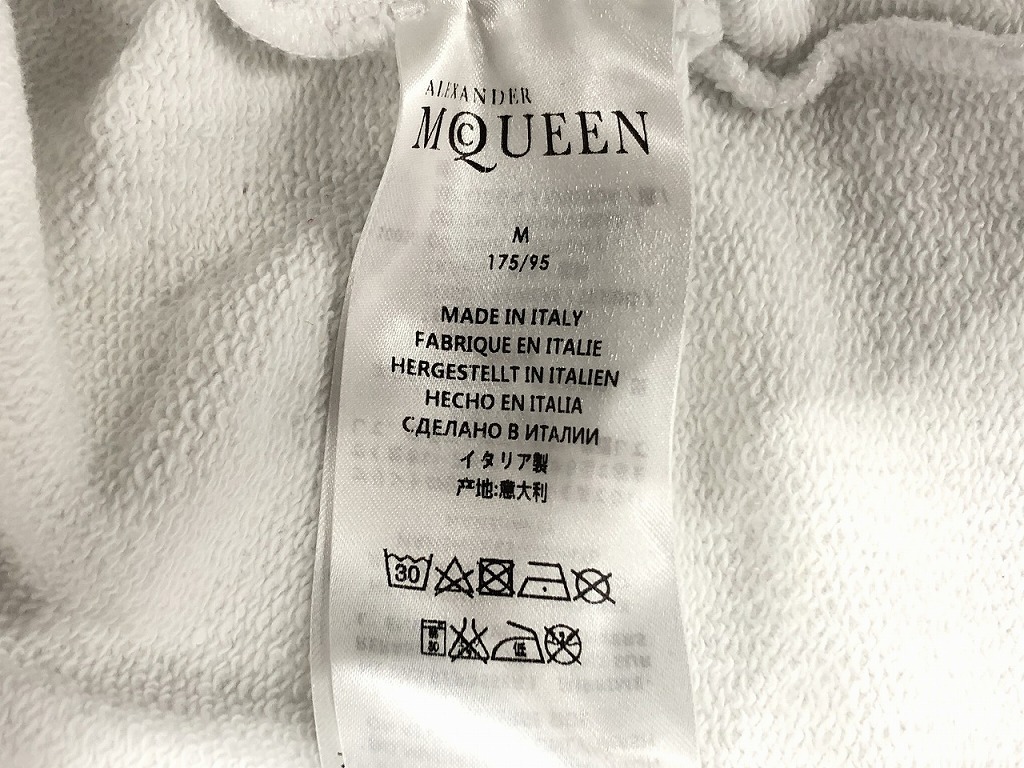 ALEXANDER
McQUEEN
M
175/95
MADE IN ITALY
FABRIQUE EN ITALIE
HERGESTELLT IN ITALIEN
HECHO EN ITALIA
СДЕЛАНО В ИТАЛИИ
イタリア製
产地:意大利
30
低